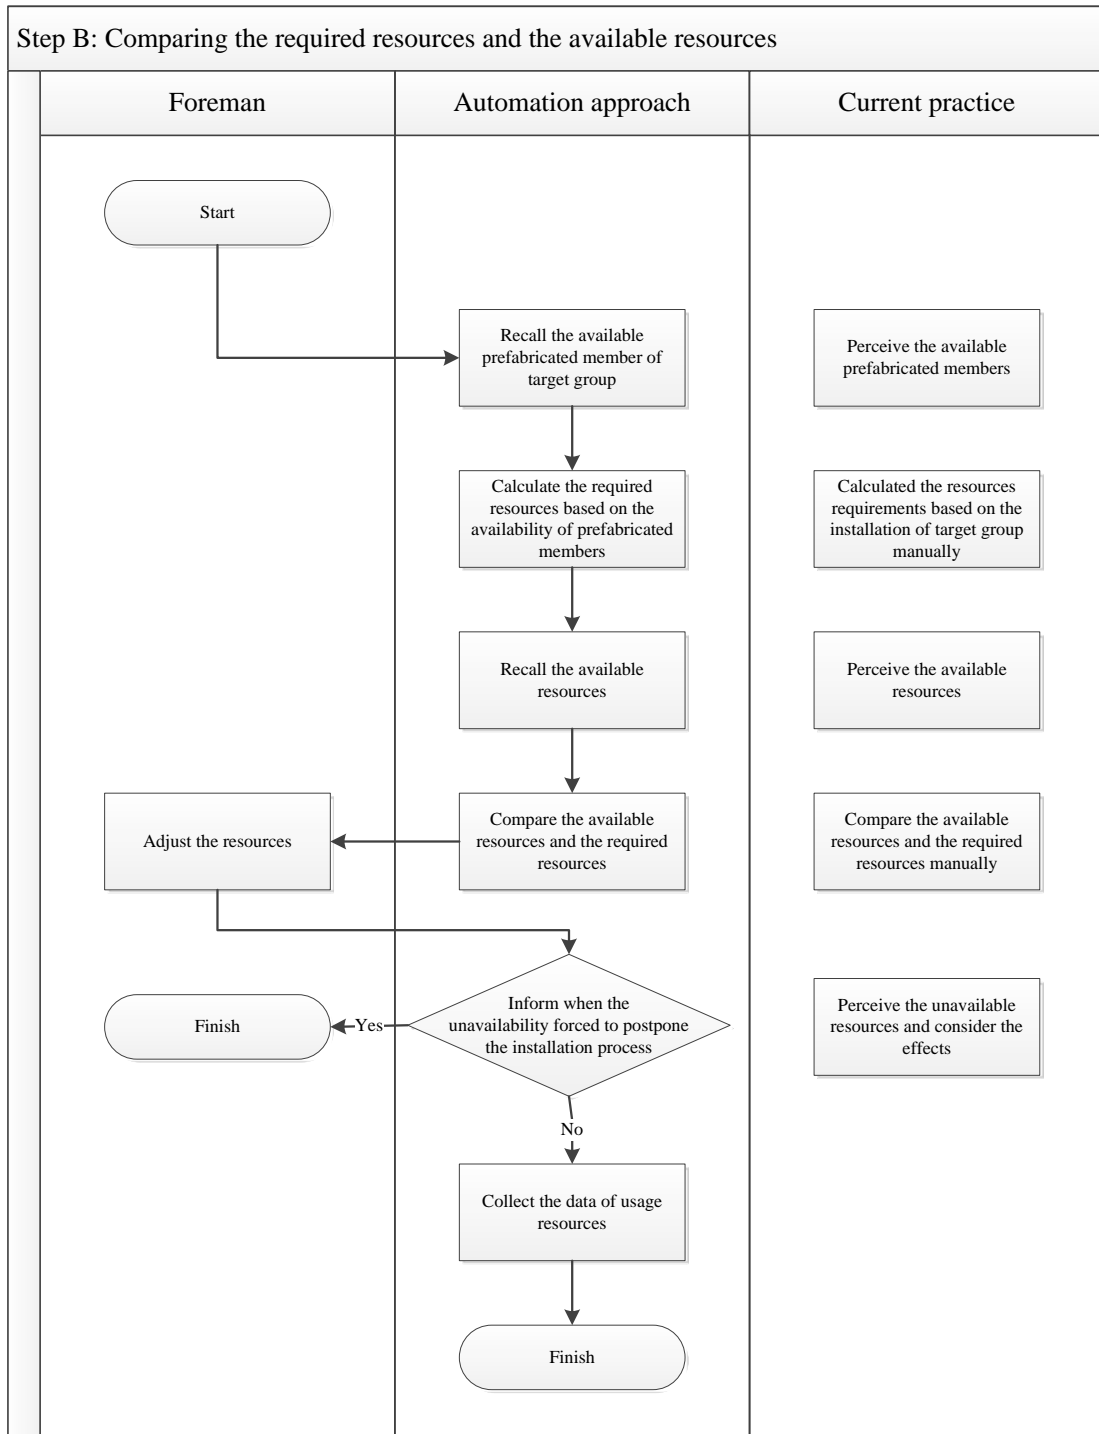 Step B: Comparing the required resources and the available resources
Foreman
Automation approach
Current practice
Start
Recall the available
prefabricated member of
target group
Perceive the available
prefabricated members
Calculate the required
resources based on the
availability of prefabricated
members
Calculated the resources
requirements based on the
installation of target group
manually
Recall the available
resources
Perceive the available
resources
Adjust the resources
Compare the available
resources and the required
resources
Compare the available
resources and the required
resources manually
Finish
Yes
Inform when the
unavailability forced to postpone
the installation process
Perceive the unavailable
resources and consider the
effects
No
Collect the data of usage
resources
Finish